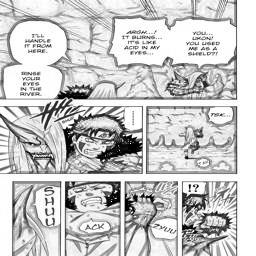 YOU...
UKON!
YOU USED
ME AS A
SHIELD?!
ARGH...!
IT BURNS...
IT'S LIKE
ACID IN MY
EYES...
I'LL
HANDLE
IT FROM
HERE.
RINSE
YOUR
EYES
IN THE
RIVER.
TSK...
!?
ZYUU
ACK
SHUU